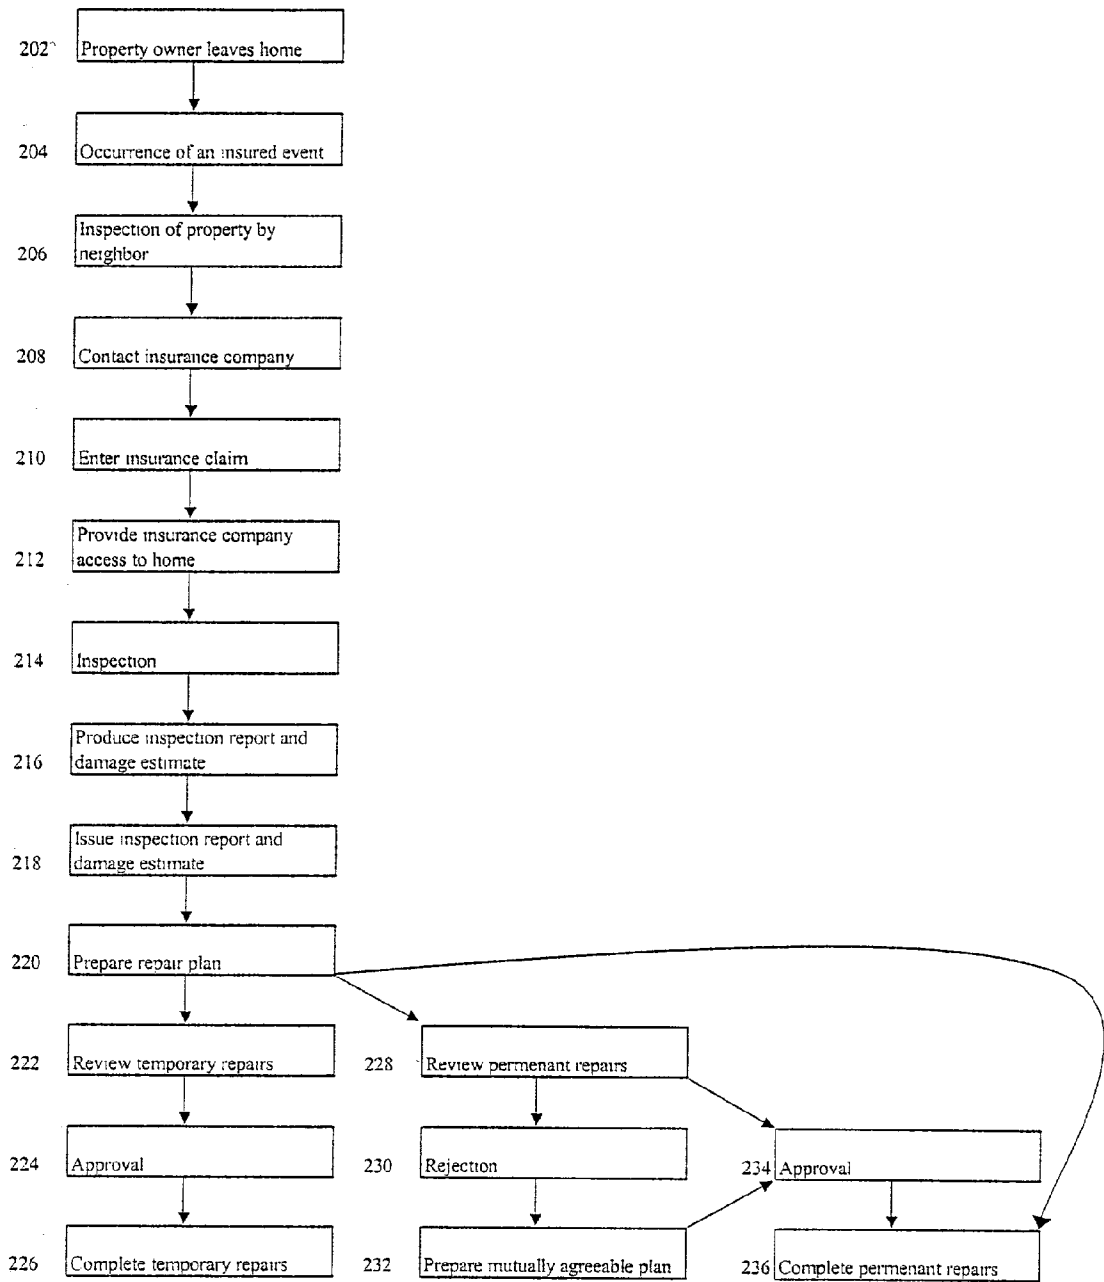 202 Property owner leaves home
204 Occurrence of an insured event
Inspection of property by
206 neighbor
208 Contact insurance company
210 Enter insurance claim
Provide insurance company
212 access to home
214 Inspection
Produce inspection report and
216 damage estimate
Issue inspection report and
218 damage estimate
220 Prepare repair plan
222 Review temporary repairs
228 Review permenant repairs
224 Approval
230 Rejection
234 Approval
226 Complete temporary repairs
232 Prepare mutually agreeable plan
236 Complete permenant repairs